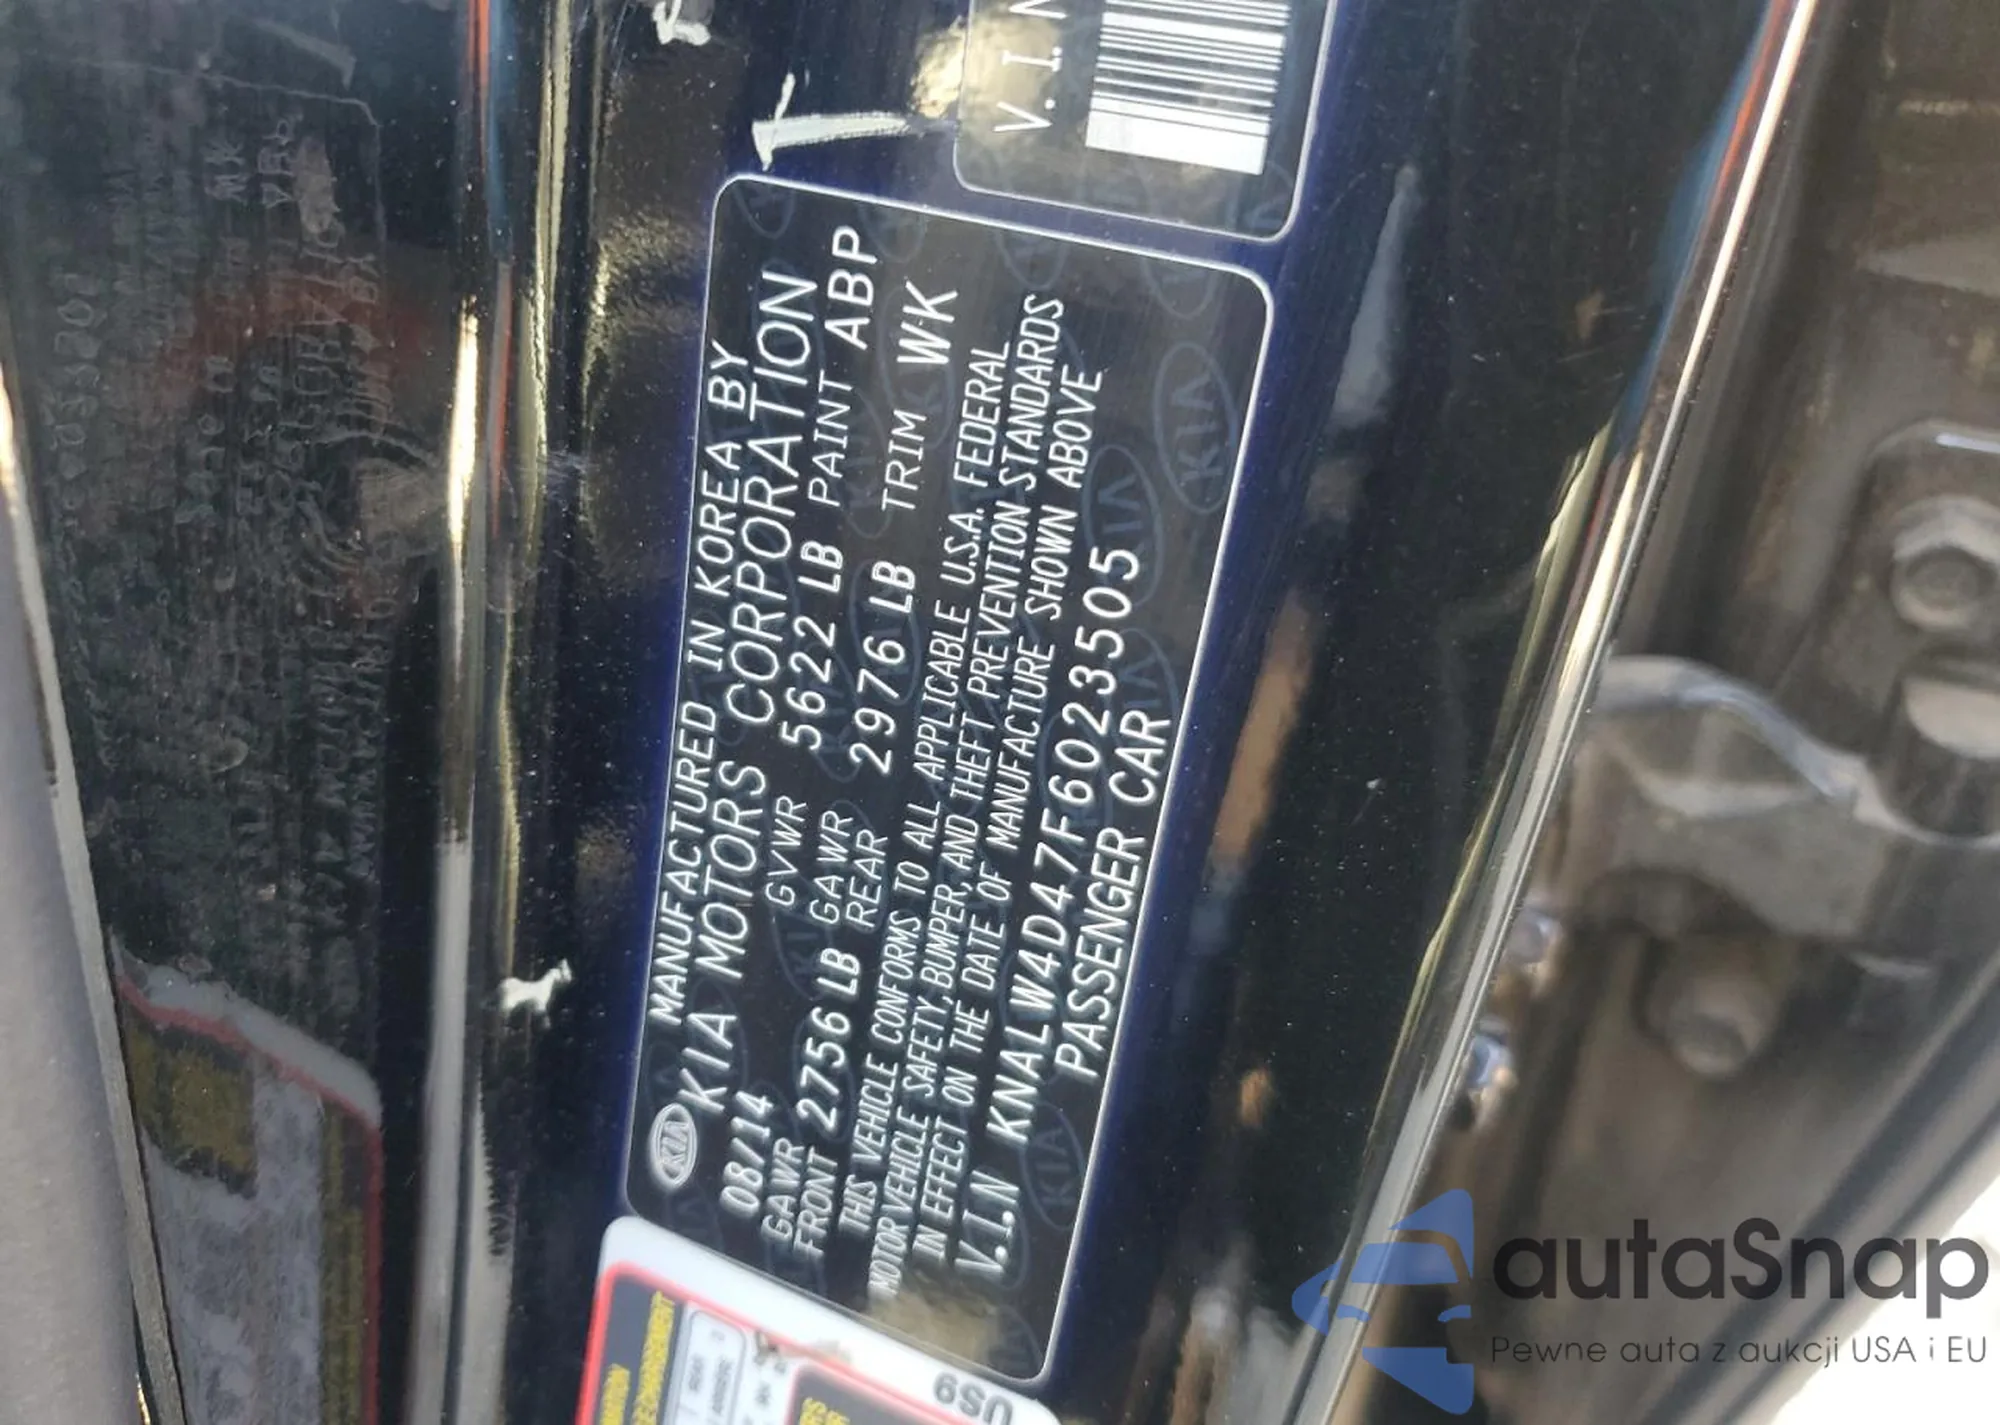 V. I. N
KIA
MANUFACTURED IN KOREA BY
KIA MOTORS CORPORATION
08/14 GVWR 5622 LB PAINT ABP
GAWR GAWR
FRONT 2756 LB REAR 2976 LB TRIM WK
THIS VEHICLE CONFORMS TO ALL APPLICABLE U.S.A. FEDERAL
MOTOR VEHICLE SAFETY, BUMPER, AND THEFT PREVENTION STANDARDS
IN EFFECT ON THE DATE OF MANUFACTURE SHOWN ABOVE
V.I.N KNALW4D47F6023505
PASSENGER CAR
US9
autaSnap
Pewne auta z aukcji USA i EU